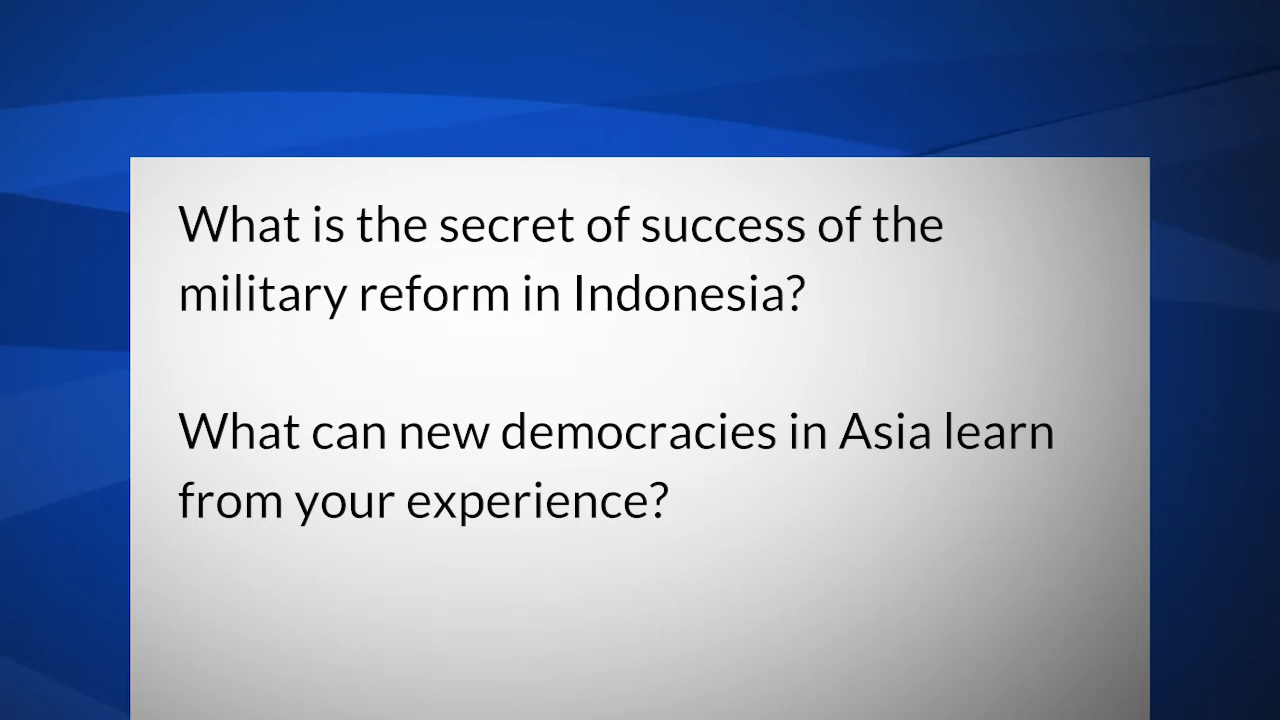 What is the secret of success of the
military reform in Indonesia?
What can new democracies in Asia learn
from your experience?